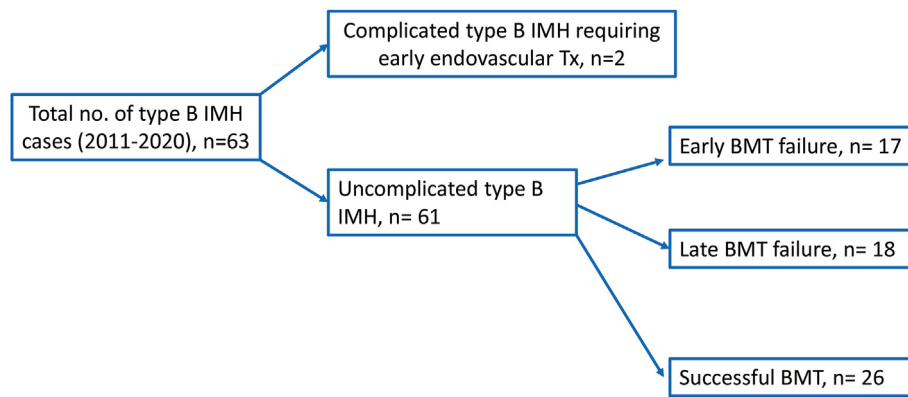 Complicated type B IMH requiring
early endovascular Tx, n=2
Total no. of type B IMH
cases (2011-2020), n=63
Early BMT failure, n= 17
Uncomplicated type B
IMH, n= 61
Late BMT failure, n= 18
Successful BMT, n= 26